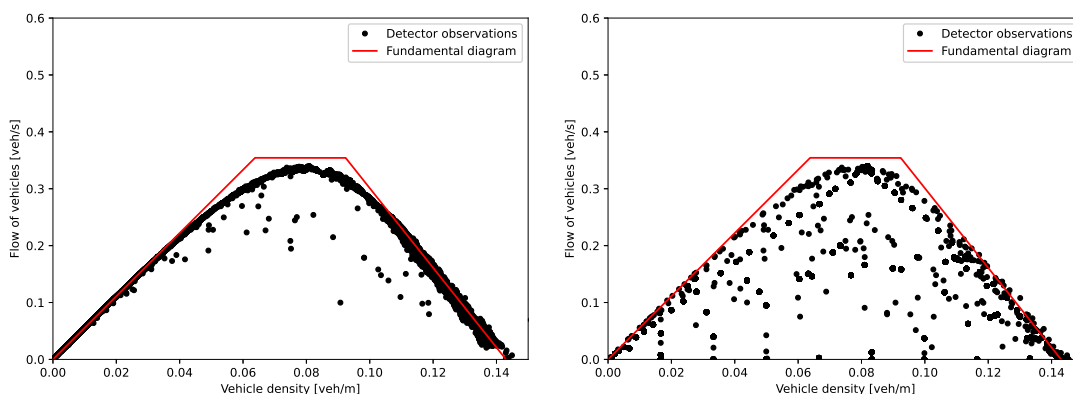 0.6
0.5
0.4
0.3
0.2
0.1
0.0
Flow of vehicles [veh/s]
Detector observations
Fundamental diagram
0.00 0.02 0.04 0.06 0.08 0.10 0.12 0.14
Vehicle density [veh/m]
0.6
0.5
0.4
0.3
0.2
0.1
0.0
Flow of vehicles [veh/s]
Detector observations
Fundamental diagram
0.00 0.02 0.04 0.06 0.08 0.10 0.12 0.14
Vehicle density [veh/m]